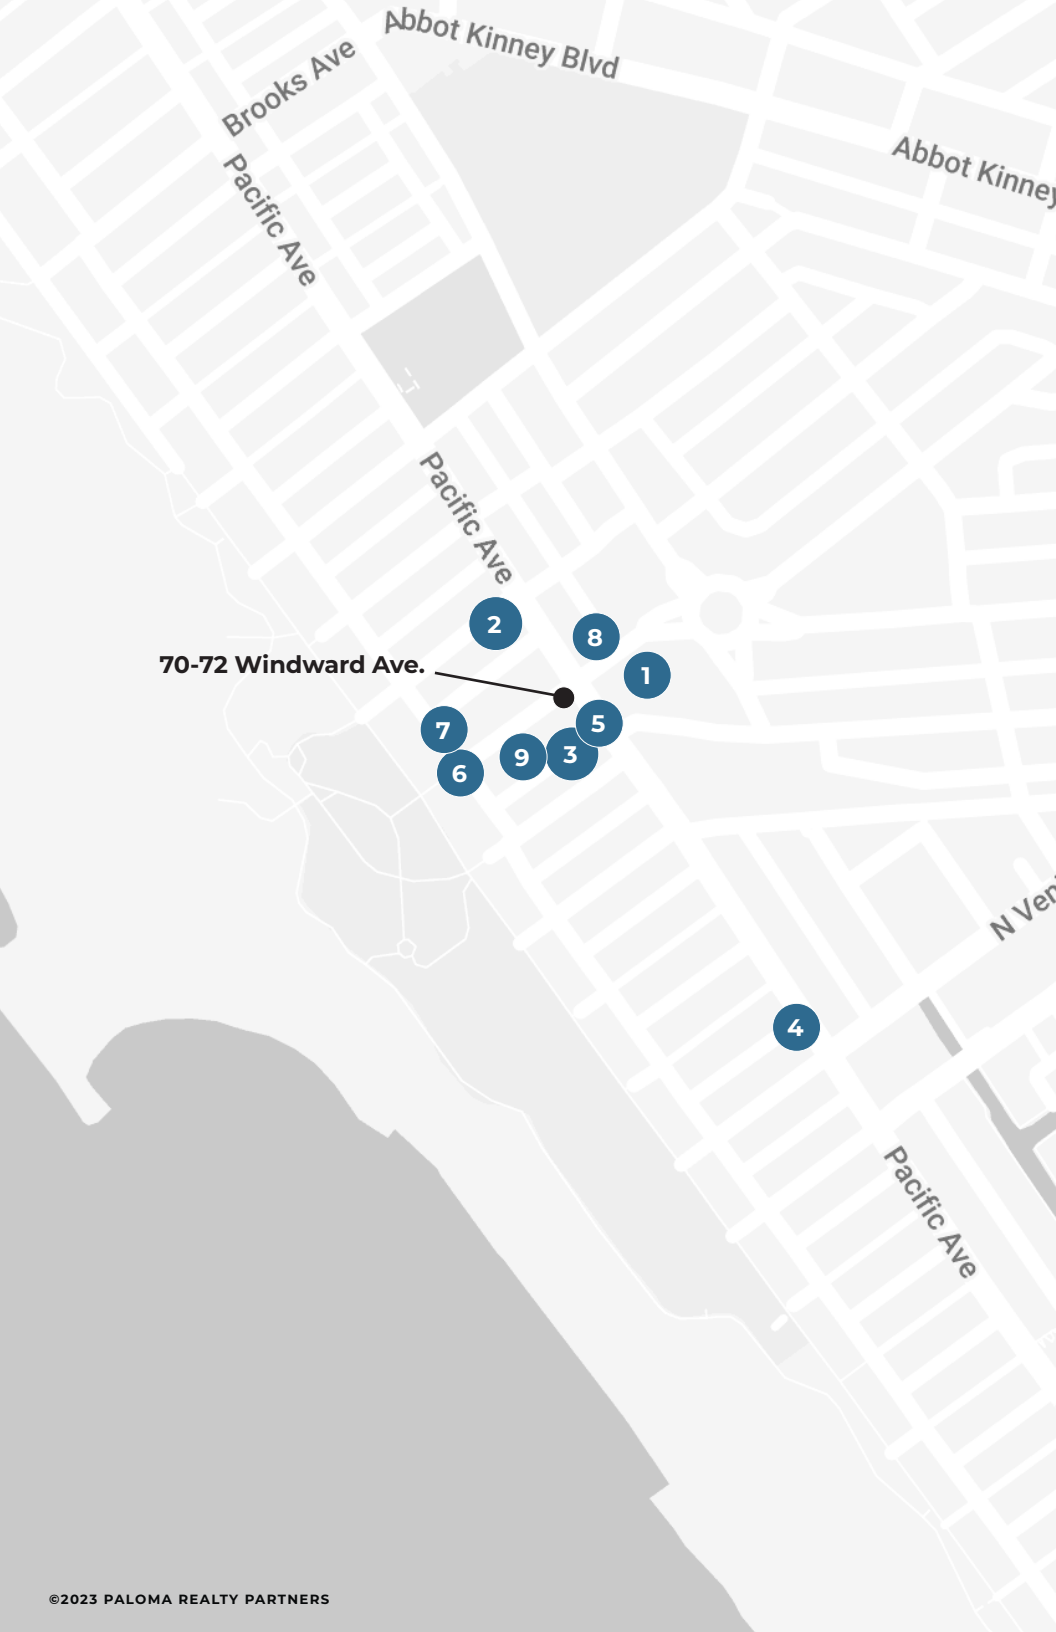 Abbot Kinney Blvd
Brooks Ave
Abbot Kinney
Pacific Ave
Pacific Ave
2
8
70-72 Windward Ave.
1
5
7
9
3
6
N Ven
4
Pacific Ave
©2023 PALOMA REALTY PARTNERS